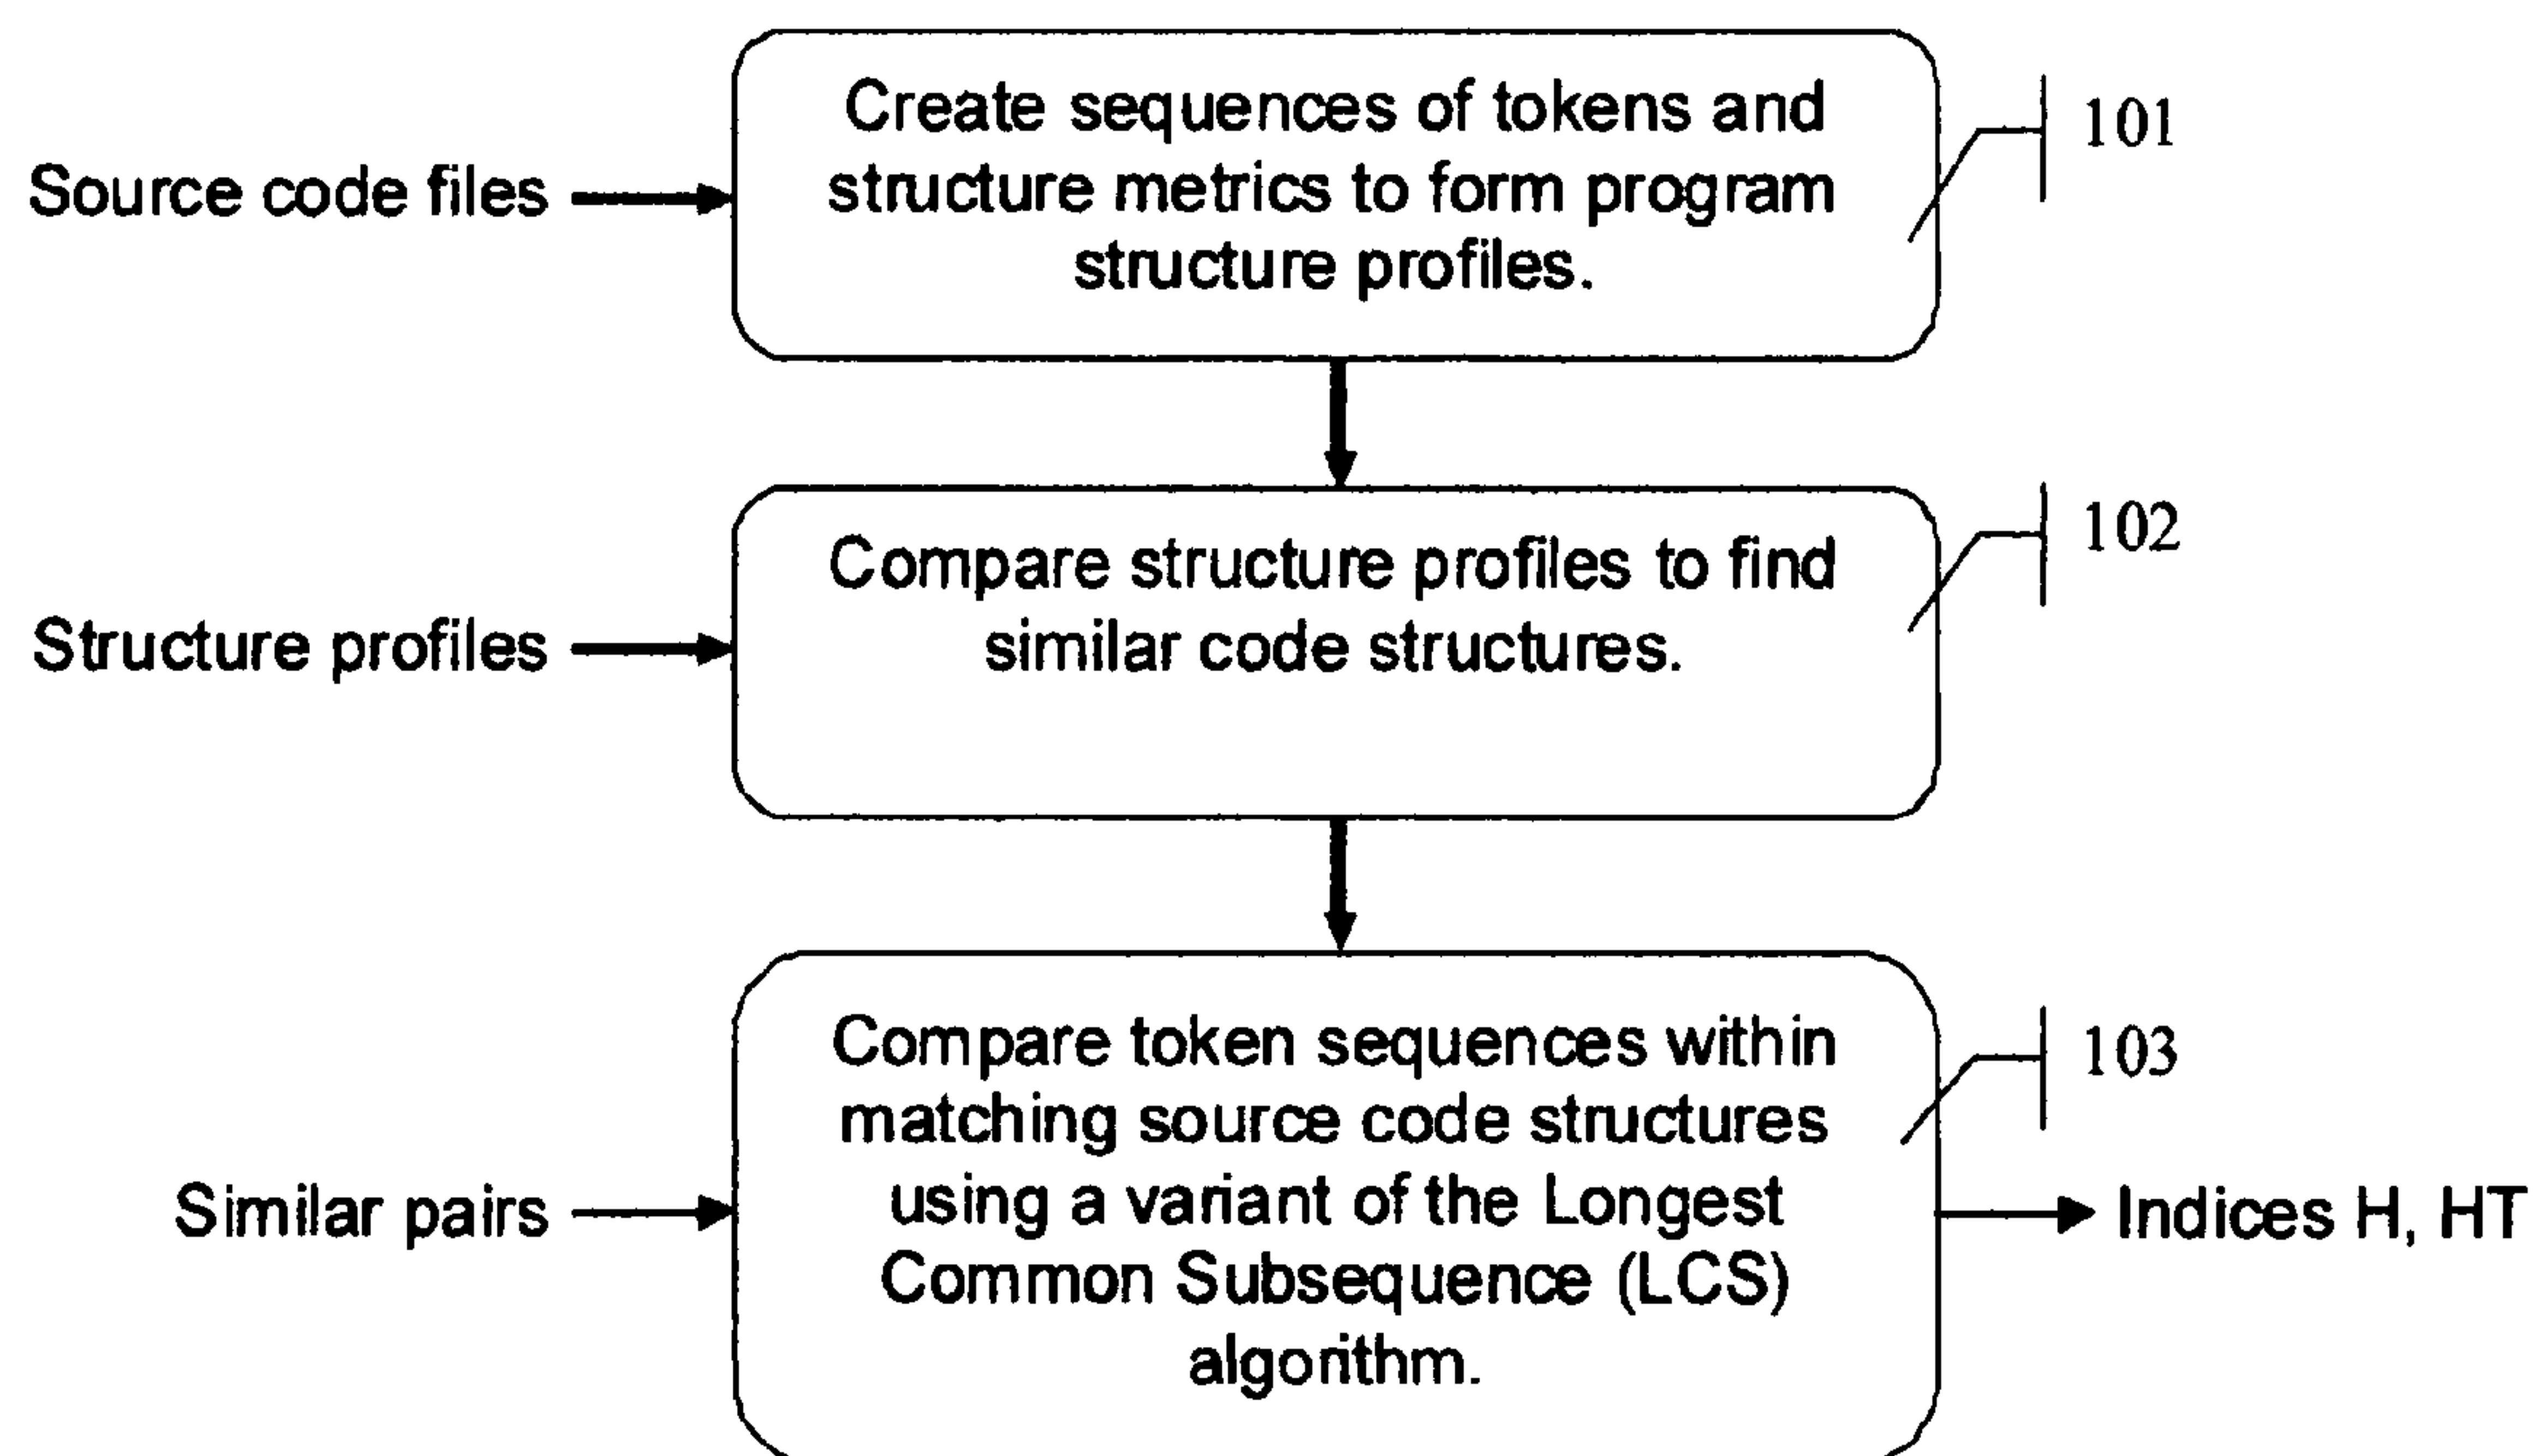 Source code files
Create sequences of tokens and
structure metrics to form program
structure profiles.
101
Structure profiles
Compare structure profiles to find
similar code structures.
102
Similar pairs
Compare token sequences within
matching source code structures
using a variant of the Longest
Common Subsequence (LCS)
algorithm.
103
Indices H, HT